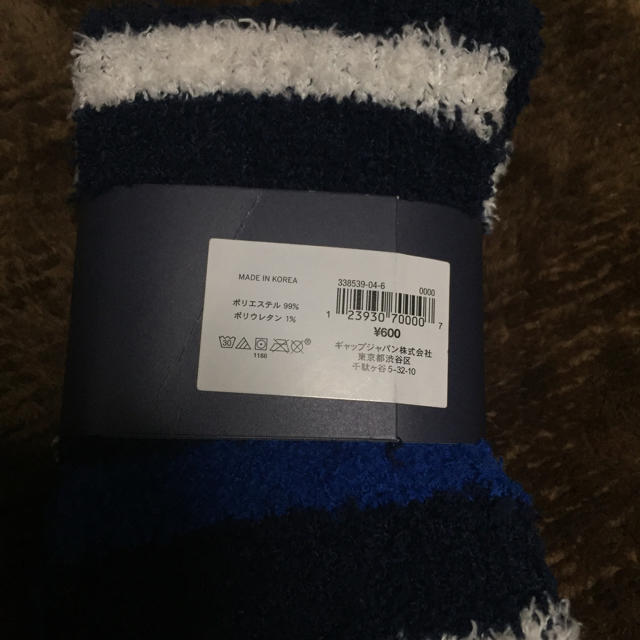 MADE IN KOREA
ポリエステル 99%
ポリウレタン 1%
1160
338539-04-6 0000
1 23930 70000 7
¥600
ギャップジャパン株式会社
東京都渋谷区
千駄ヶ谷 5-32-10